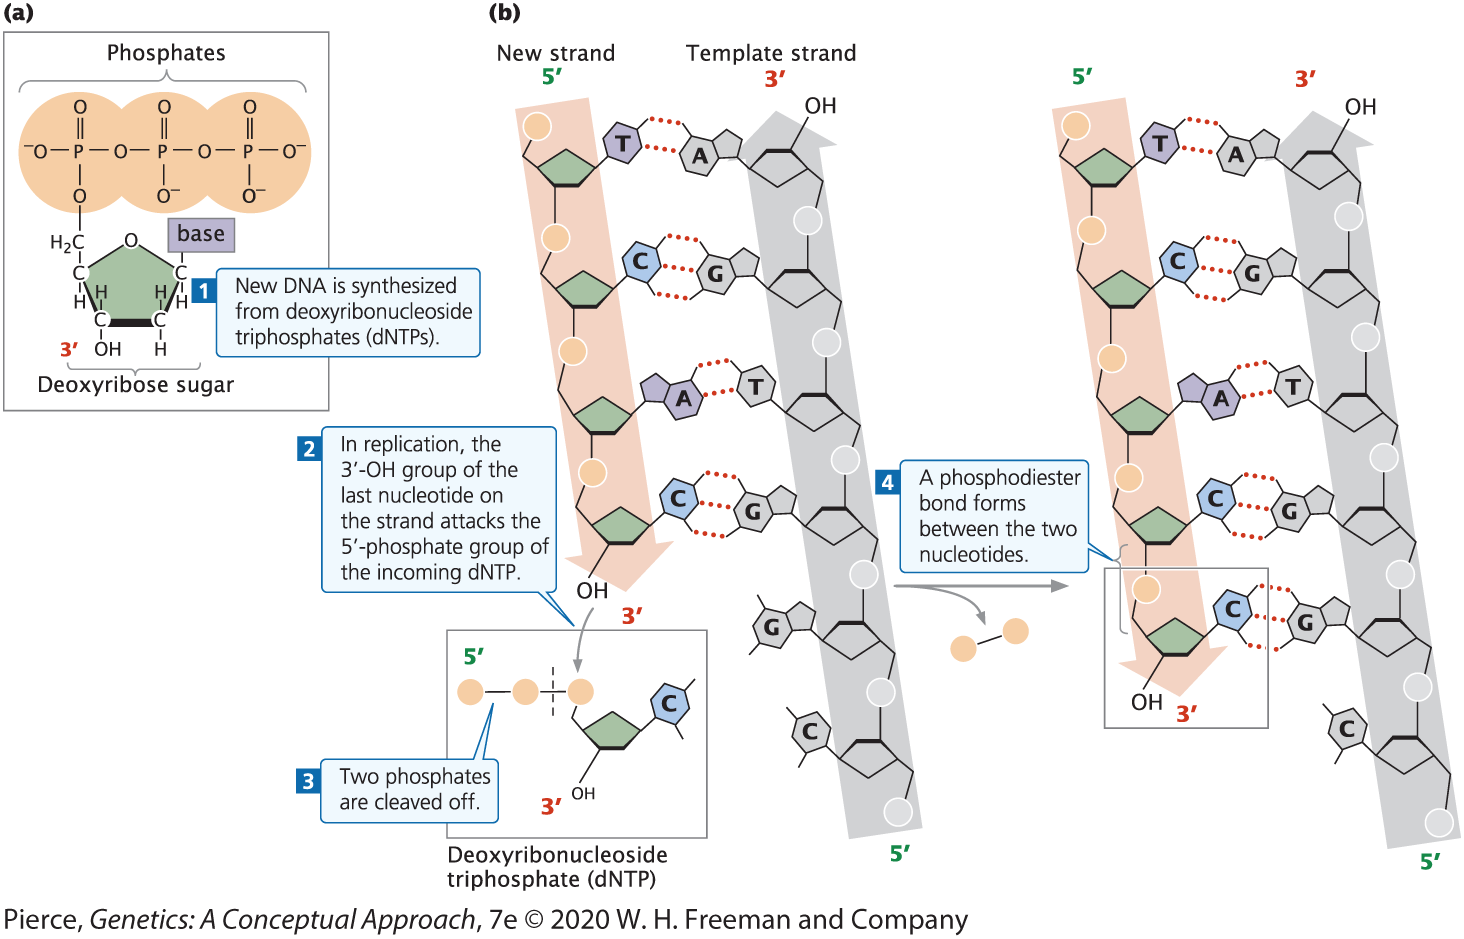 (a)
Phosphates
O O O
⁻O—P—O—P—O—P—O⁻
O O⁻ O⁻
H₂C O base
C C
H H H H
C C
3′ OH H
Deoxyribose sugar
1 New DNA is synthesized
from deoxyribonucleoside
triphosphates (dNTPs).
(b)
New strand Template strand
5′ 3′
OH
T A
C G
A T
C G
OH
3′
G
C
5′
2 In replication, the
3′-OH group of the
last nucleotide on
the strand attacks the
5′-phosphate group of
the incoming dNTP.
5′
C
OH
3′
3 Two phosphates
are cleaved off.
Deoxyribonucleoside
triphosphate (dNTP)
4 A phosphodiester
bond forms
between the two
nucleotides.
5′ 3′
OH
T A
C G
A T
C G
C G
OH
3′
C
5′
Pierce, Genetics: A Conceptual Approach, 7e © 2020 W. H. Freeman and Company